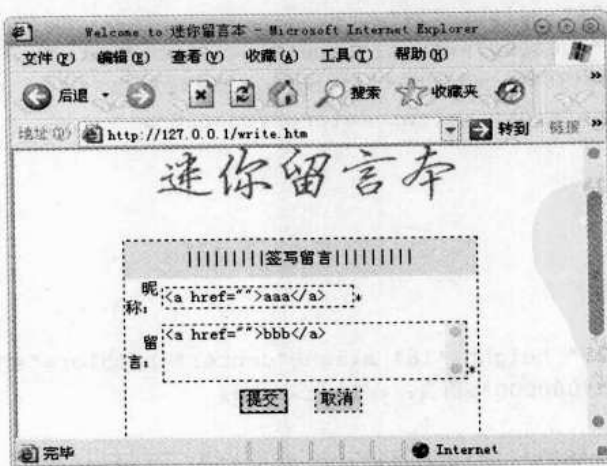 Welcome to 迷你留言本 - Microsoft Internet Explorer
文件(F) 编辑(E) 查看(V) 收藏(A) 工具(T) 帮助(H)
后退 搜索 收藏夹 »
地址(D) http://127.0.0.1/write.htm 转到 链接 »
迷你留言本
|||||||||签写留言|||||||||
昵称: <a href="">aaa</a> *
留言: <a href="">bbb</a> *
提交 取消
完毕 Internet